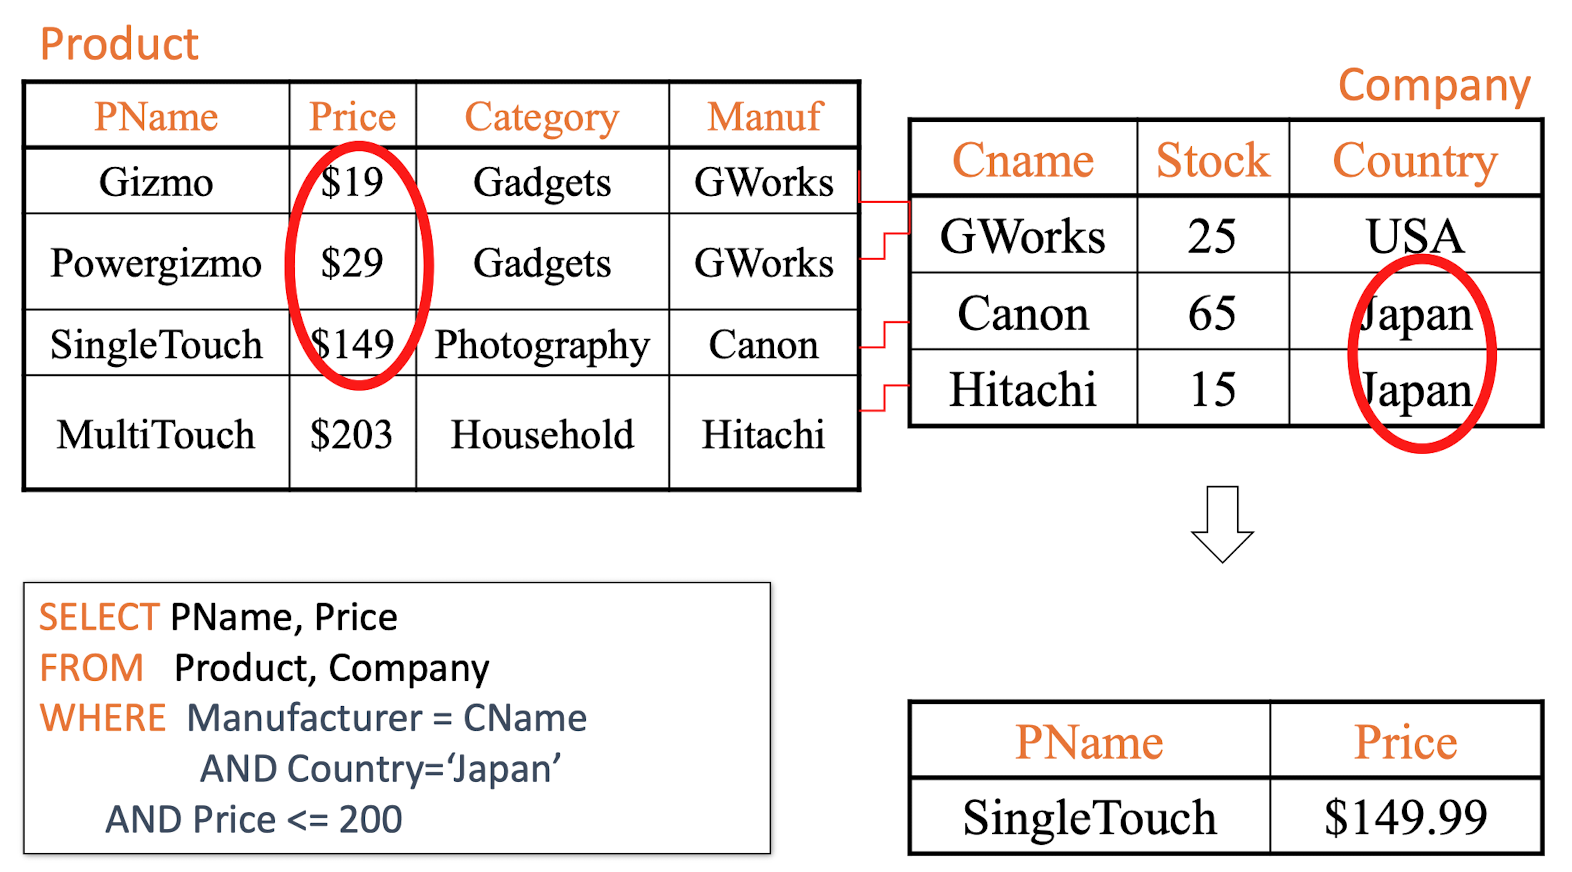 Product
PName Price Category Manuf
Gizmo $19 Gadgets GWorks
Powergizmo $29 Gadgets GWorks
SingleTouch $149 Photography Canon
MultiTouch $203 Household Hitachi
Company
Cname Stock Country
GWorks 25 USA
Canon 65 Japan
Hitachi 15 Japan
SELECT PName, Price
FROM Product, Company
WHERE Manufacturer = CName
AND Country=‘Japan’
AND Price <= 200
PName Price
SingleTouch $149.99